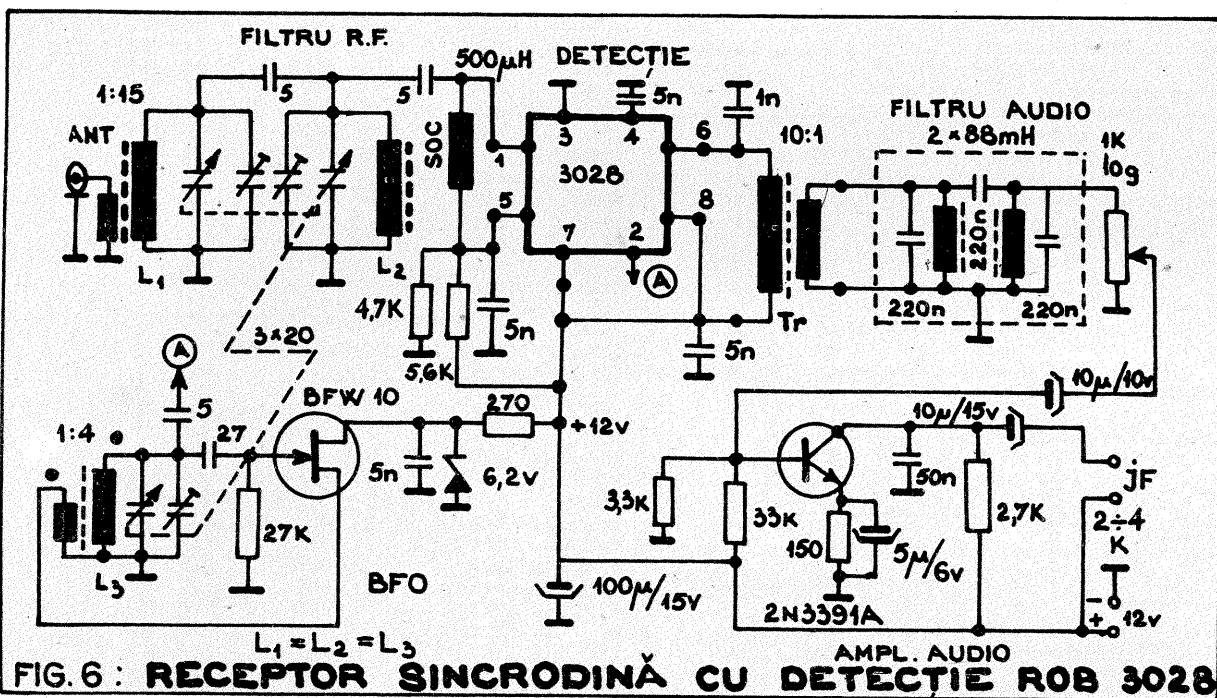 FILTRU R.F.
5
5
500µH
DETECTIE
5n
1n
1:15
ANT
ȘOC
1
3
4
6
10:1
FILTRU AUDIO
2×88mH
1K
log
3028
5
8
7
2
A
L1
L2
4,7K
5,6K
5n
5n
Tr
220n
220n
3×20
A
5
BFW 10
270
+12v
10µ/10v
10µ/15v
1:4
27
5n
6,2v
3,3K
33K
50n
2,7K
jF
2÷4
K
27K
150
5µ/6v
L3
BFO
100µ/15V
2N3391A
-
+
12v
L1 = L2 = L3
AMPL. AUDIO
FIG. 6 : RECEPTOR SINCRODINĂ CU DETECȚIE ROB 3028